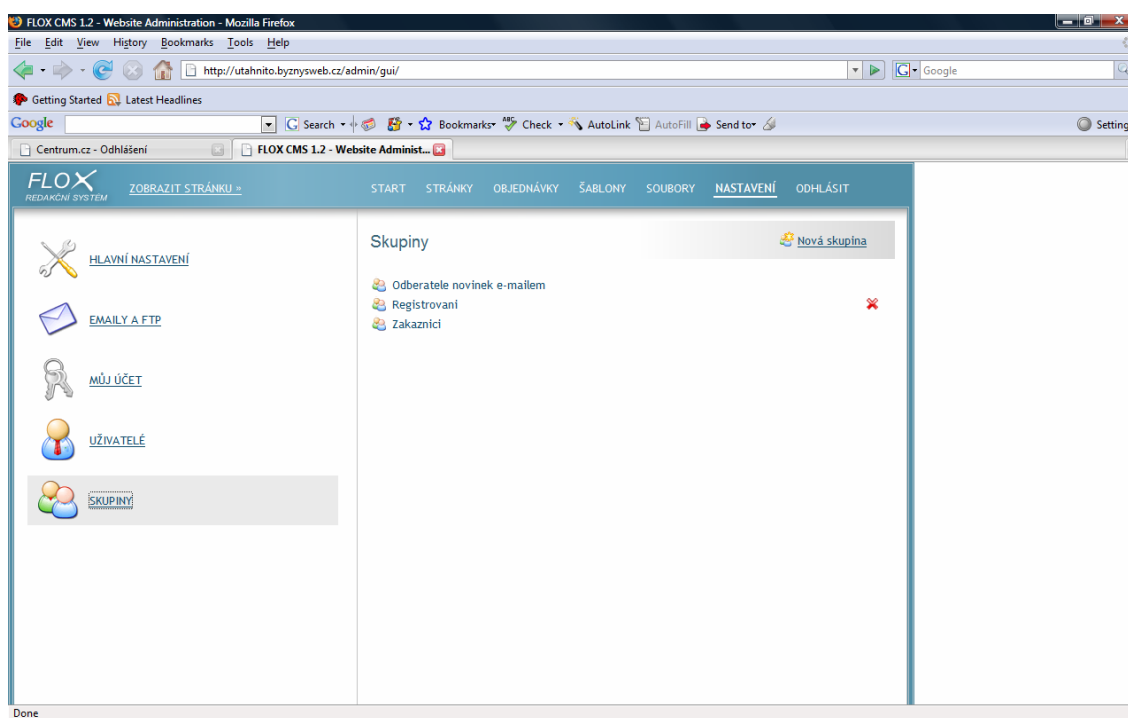 FLOX CMS 1.2 - Website Administration - Mozilla Firefox
File Edit View History Bookmarks Tools Help
http://utahnito.byznysweb.cz/admin/gui/
G Google
Getting Started Latest Headlines
Google G Search Bookmarks ABC Check AutoLink AutoFill Send to Setting
Centrum.cz - Odhlášení FLOX CMS 1.2 - Website Administ...
FLOX
REDAKČNÍ SYSTÉM
ZOBRAZIT STRÁNKU »
START STRÁNKY OBJEDNÁVKY ŠABLONY SOUBORY NASTAVENÍ ODHLÁSIT
HLAVNÍ NASTAVENÍ
EMAILY A FTP
MŮJ ÚČET
UŽIVATELÉ
SKUPINY
Skupiny
Nová skupina
Odberatele novinek e-mailem
Registrovani
Zakaznici
Done